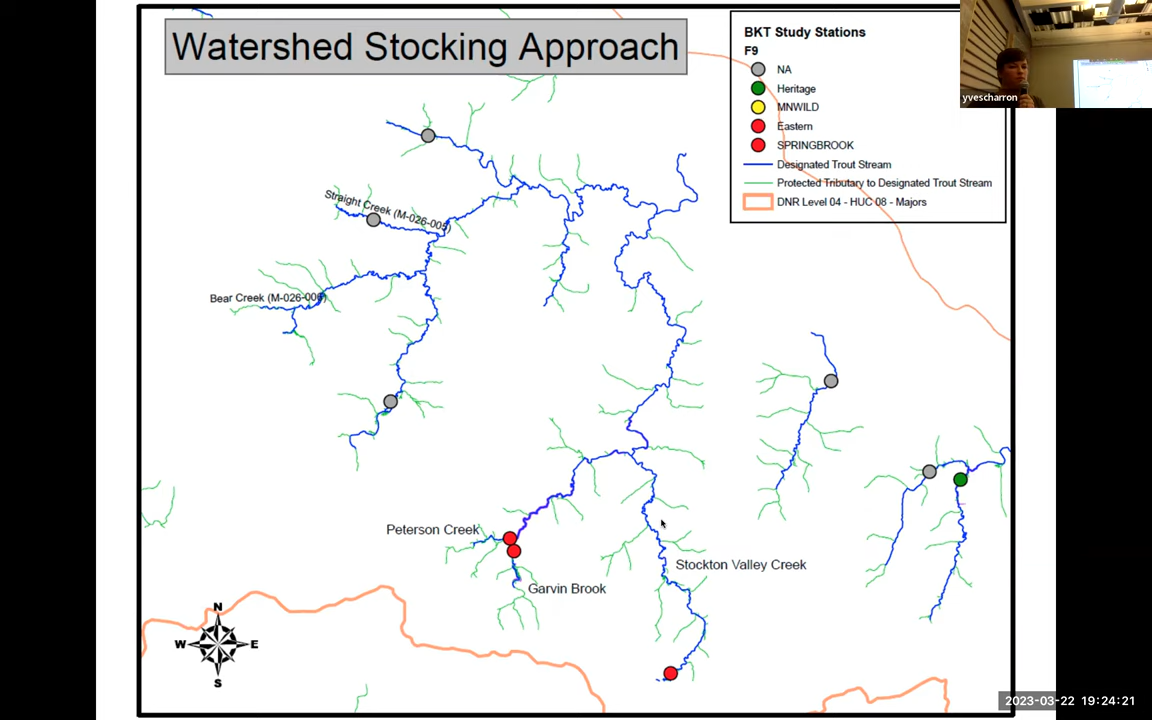 Watershed Stocking Approach
BKT Study Stations
F9
NA
Heritage
MNWILD
Eastern
SPRINGBROOK
Designated Trout Stream
Protected Tributary to Designated Trout Stream
DNR Level 04 - HUC 08 - Majors
yvescharron
Straight Creek (M-026-005)
Bear Creek (M-026-006)
Peterson Creek
Garvin Brook
Stockton Valley Creek
N
W
E
S
2023-03-22 19:24:21